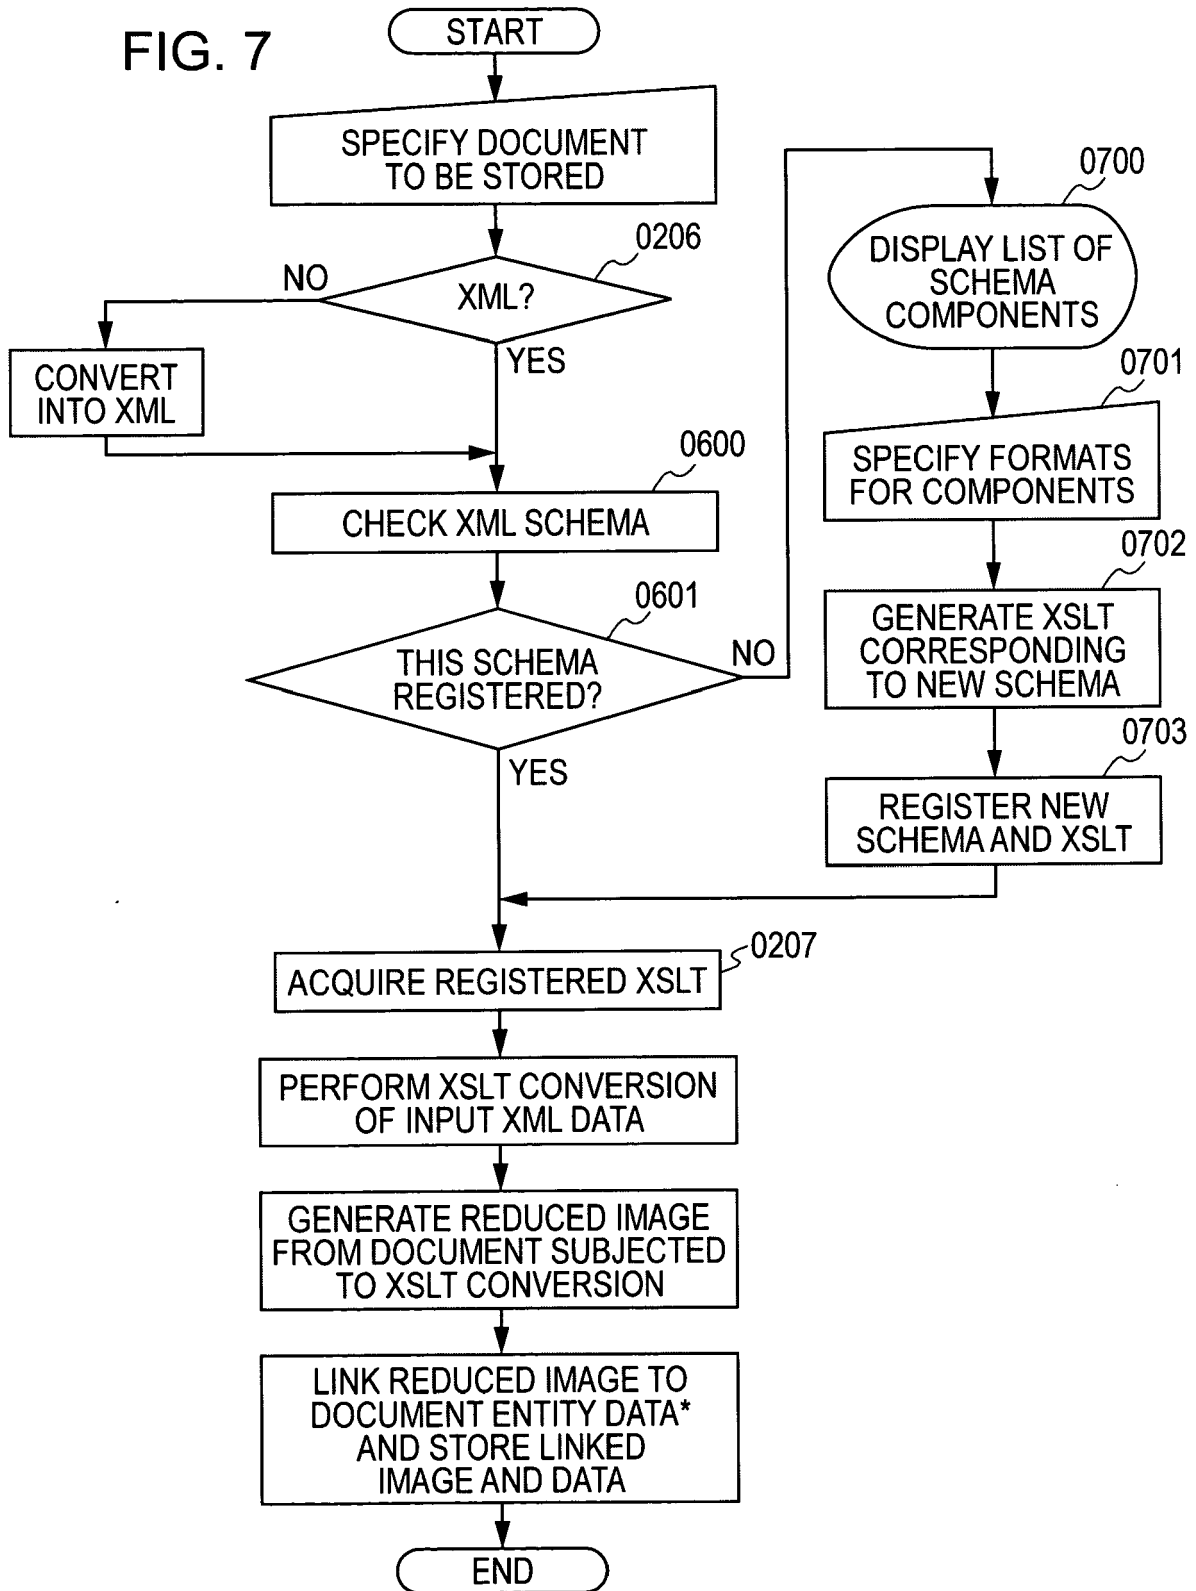 FIG. 7
START
SPECIFY DOCUMENT
TO BE STORED
0206
NO
XML?
YES
CONVERT
INTO XML
0600
CHECK XML SCHEMA
0601
THIS SCHEMA
REGISTERED?
NO
YES
0700
DISPLAY LIST OF
SCHEMA
COMPONENTS
0701
SPECIFY FORMATS
FOR COMPONENTS
0702
GENERATE XSLT
CORRESPONDING
TO NEW SCHEMA
0703
REGISTER NEW
SCHEMA AND XSLT
0207
ACQUIRE REGISTERED XSLT
PERFORM XSLT CONVERSION
OF INPUT XML DATA
GENERATE REDUCED IMAGE
FROM DOCUMENT SUBJECTED
TO XSLT CONVERSION
LINK REDUCED IMAGE TO
DOCUMENT ENTITY DATA*
AND STORE LINKED
IMAGE AND DATA
END